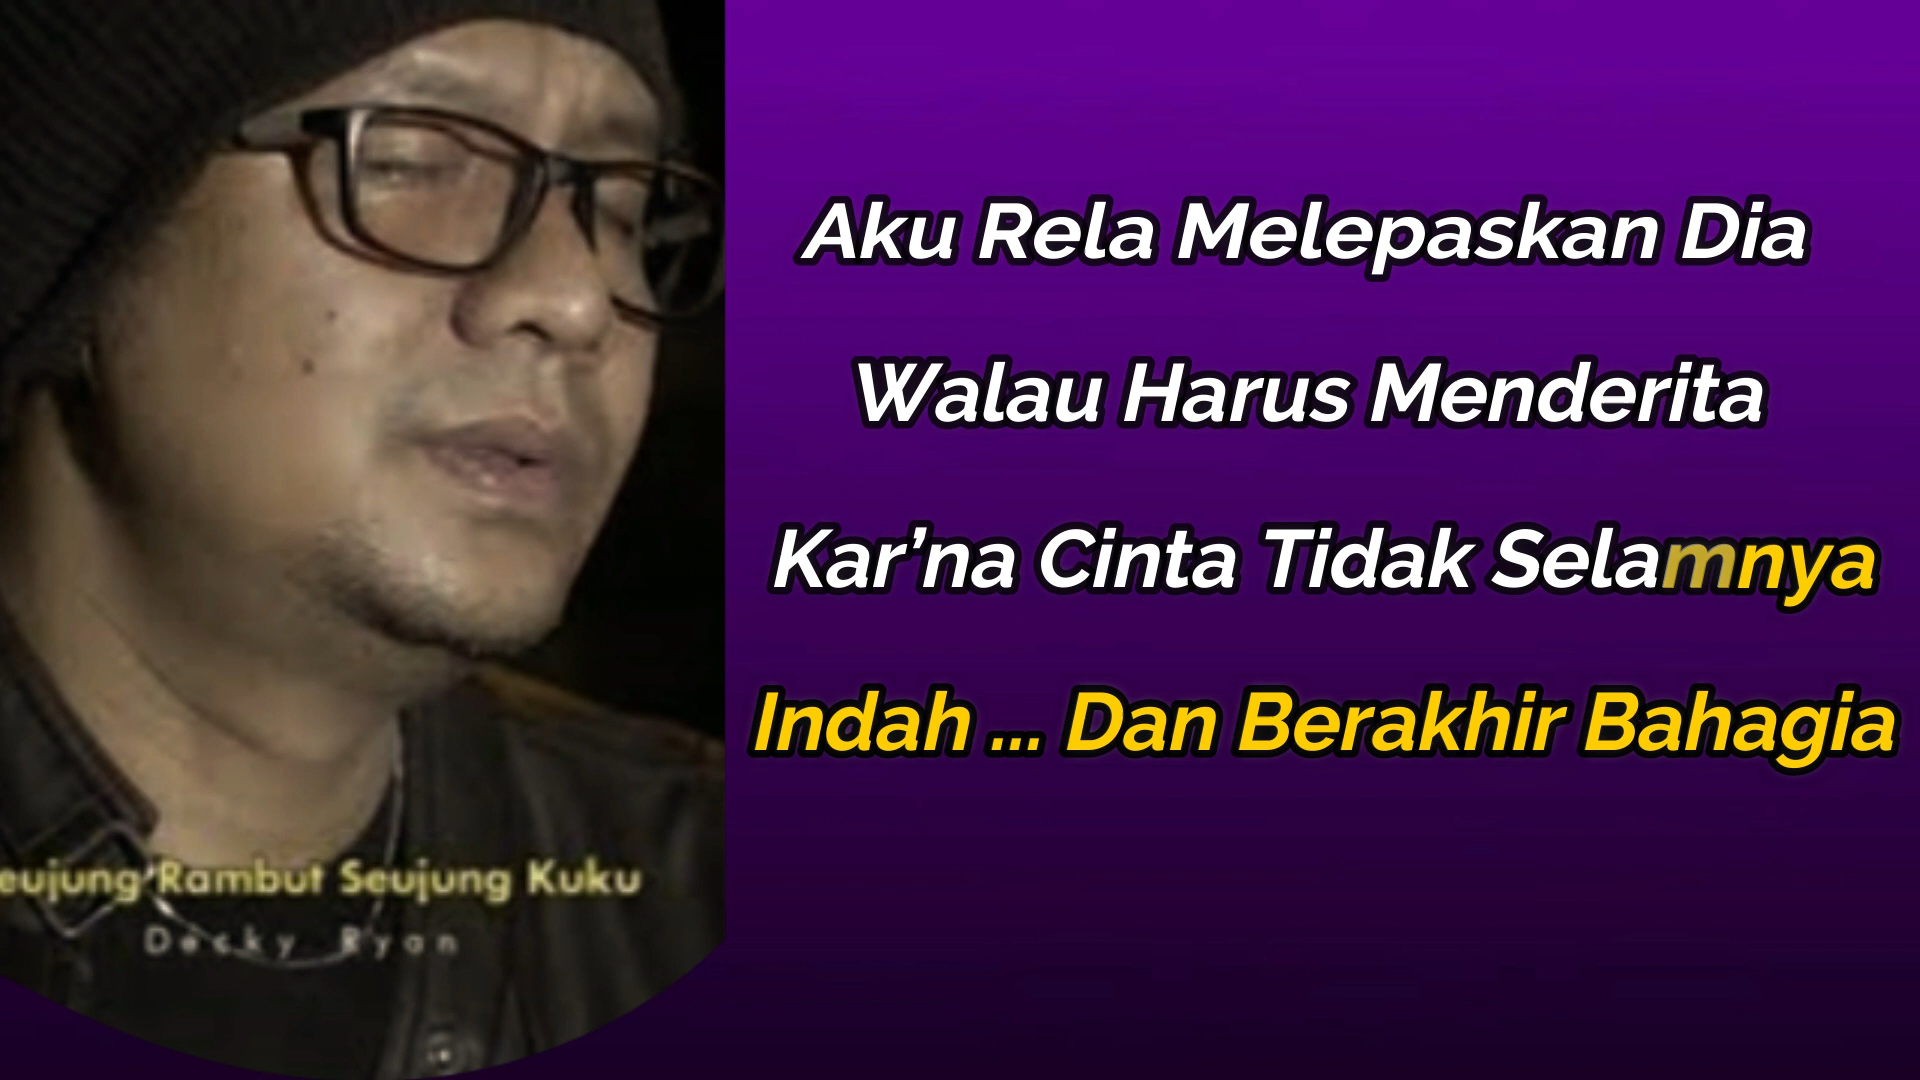 Aku Rela Melepaskan Dia
Walau Harus Menderita
Kar'na Cinta Tidak Selamnya
Indah ... Dan Berakhir Bahagia
eujung Rambut Seujung Kuku
Decky Ryan